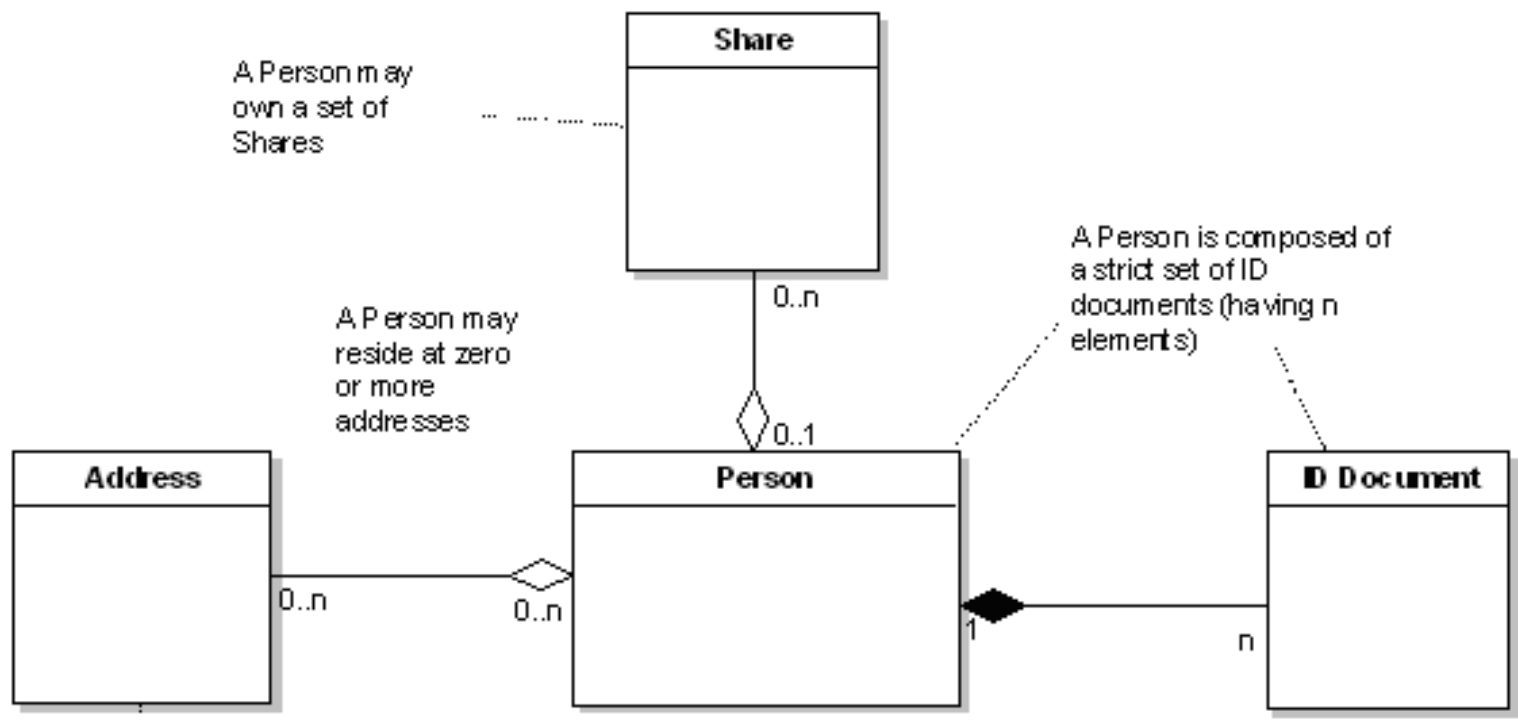 Share
A Person may
own a set of
Shares
A Person is composed of
a strict set of ID
documents (having n
elements)
0..n
A Person may
reside at zero
or more
addresses
0..1
Address
Person
ID Document
0..n
0..n
1
n